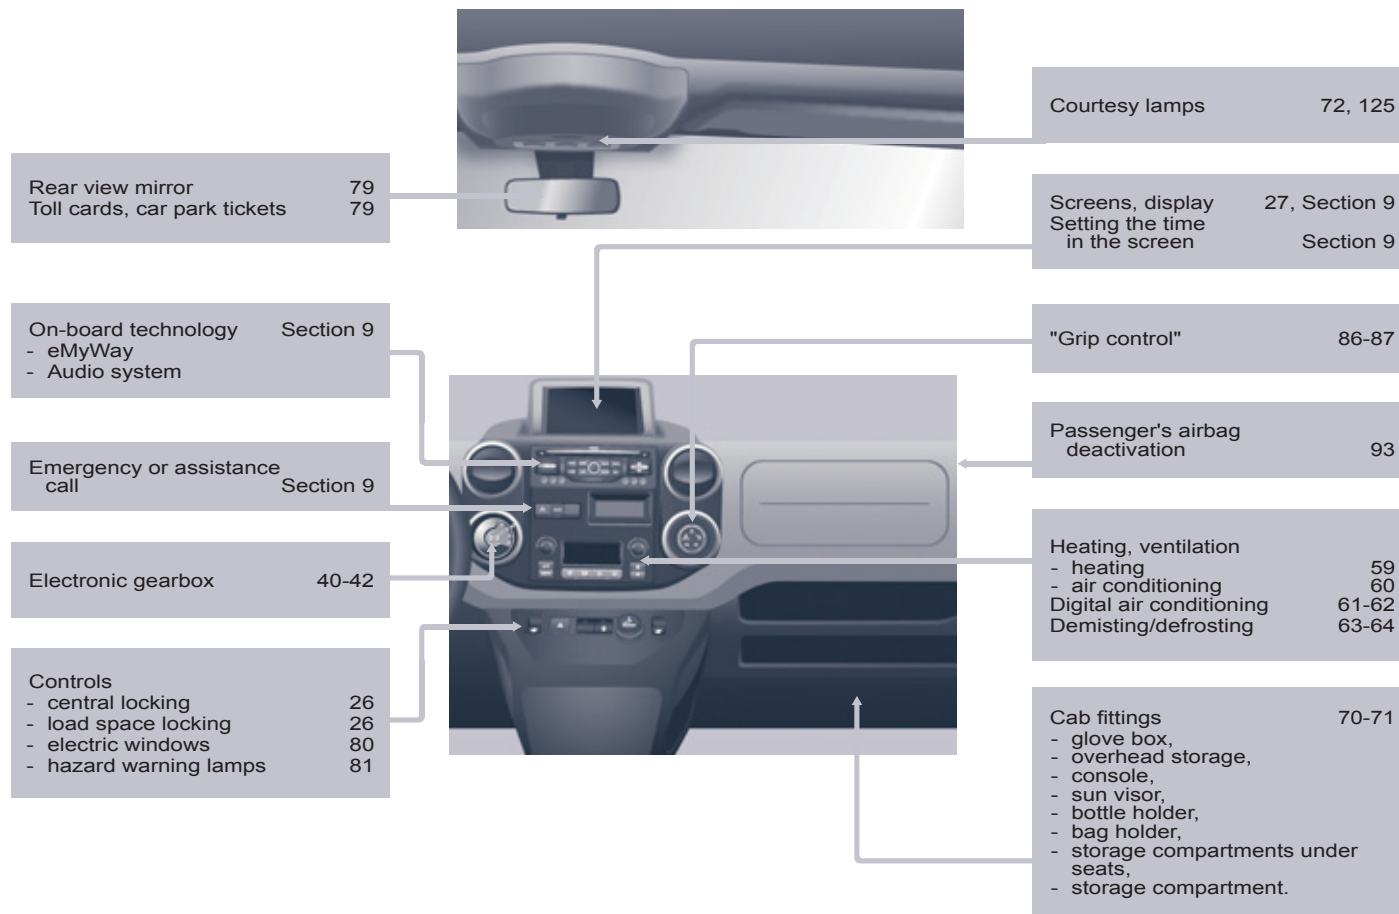 Rear view mirror 79
Toll cards, car park tickets 79
On-board technology Section 9
- eMyWay
- Audio system
Emergency or assistance
call Section 9
Electronic gearbox 40-42
Controls
- central locking 26
- load space locking 26
- electric windows 80
- hazard warning lamps 81
Courtesy lamps 72, 125
Screens, display 27, Section 9
Setting the time
in the screen Section 9
"Grip control" 86-87
Passenger's airbag
deactivation 93
Heating, ventilation
- heating 59
- air conditioning 60
Digital air conditioning 61-62
Demisting/defrosting 63-64
Cab fittings 70-71
- glove box,
- overhead storage,
- console,
- sun visor,
- bottle holder,
- bag holder,
- storage compartments under
seats,
- storage compartment.